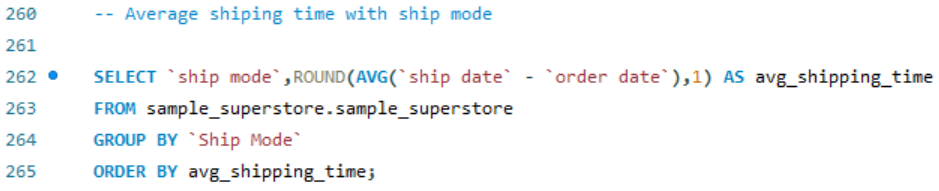 260 -- Average shiping time with ship mode
261
262 SELECT `ship mode`,ROUND(AVG(`ship date` - `order date`),1) AS avg_shipping_time
263 FROM sample_superstore.sample_superstore
264 GROUP BY `Ship Mode`
265 ORDER BY avg_shipping_time;